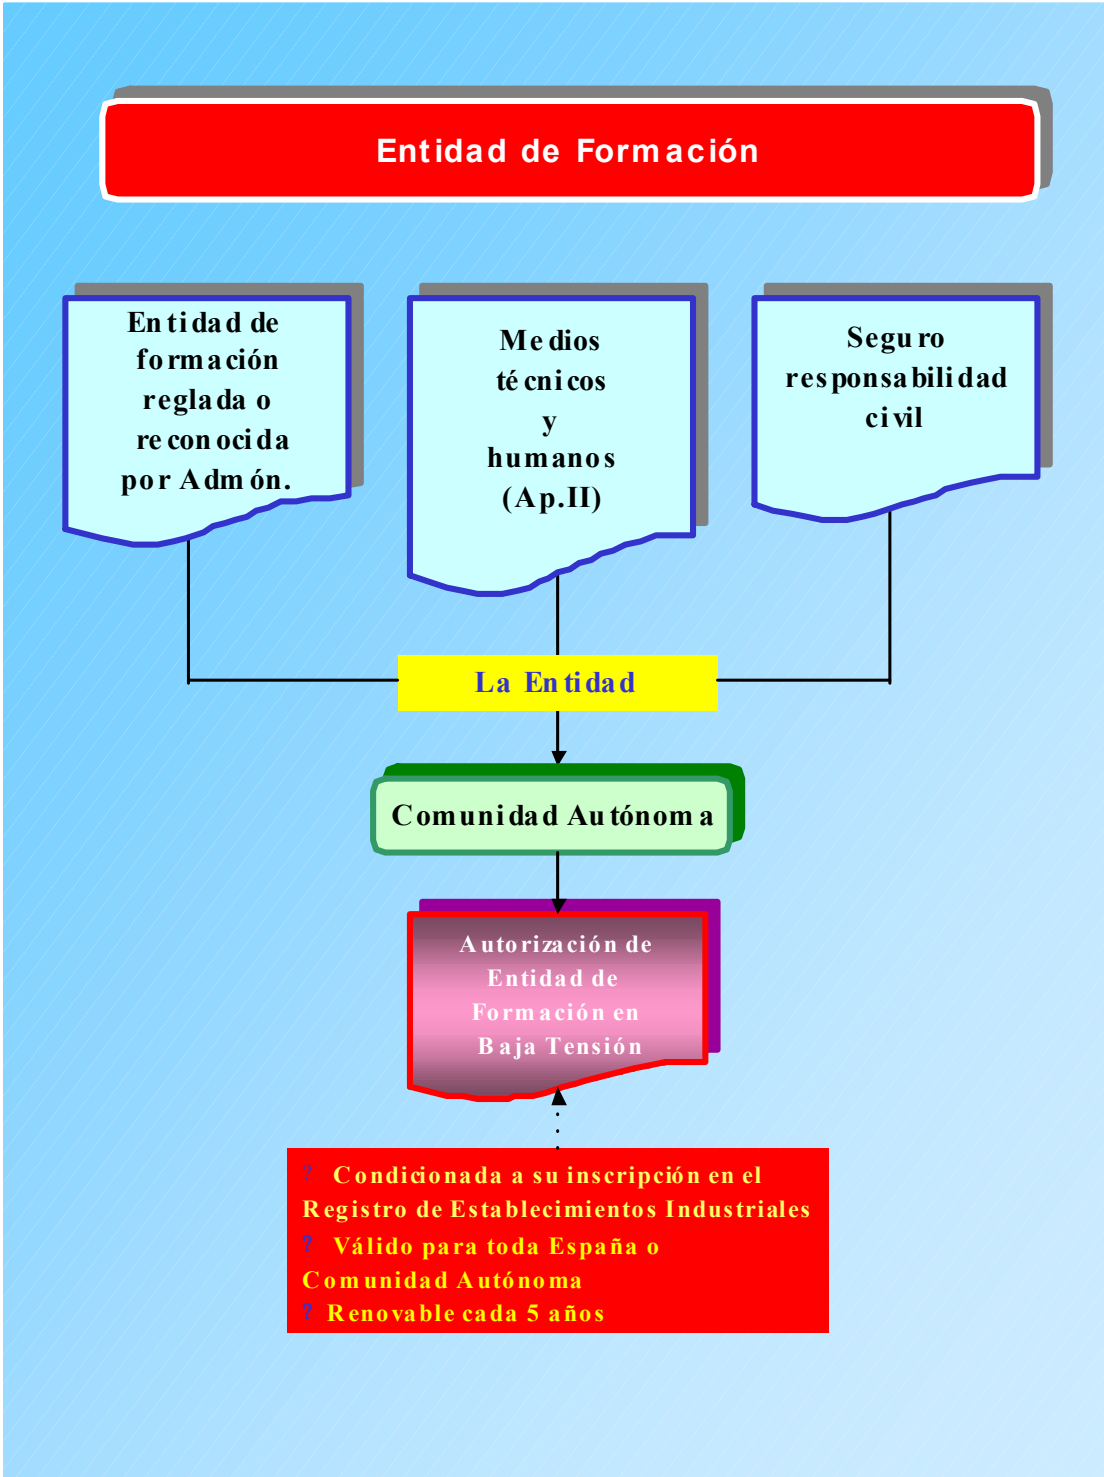 Entidad de Formación
Entidad de
formación
reglada o
reconocida
por Admón.
Medios
técnicos
y
humanos
(Ap.II)
Seguro
responsabilidad
civil
La Entidad
Comunidad Autónoma
Autorización de
Entidad de
Formación en
Baja Tensión
? Condicionada a su inscripción en el
Registro de Establecimientos Industriales
? Válido para toda España o
Comunidad Autónoma
? Renovable cada 5 años